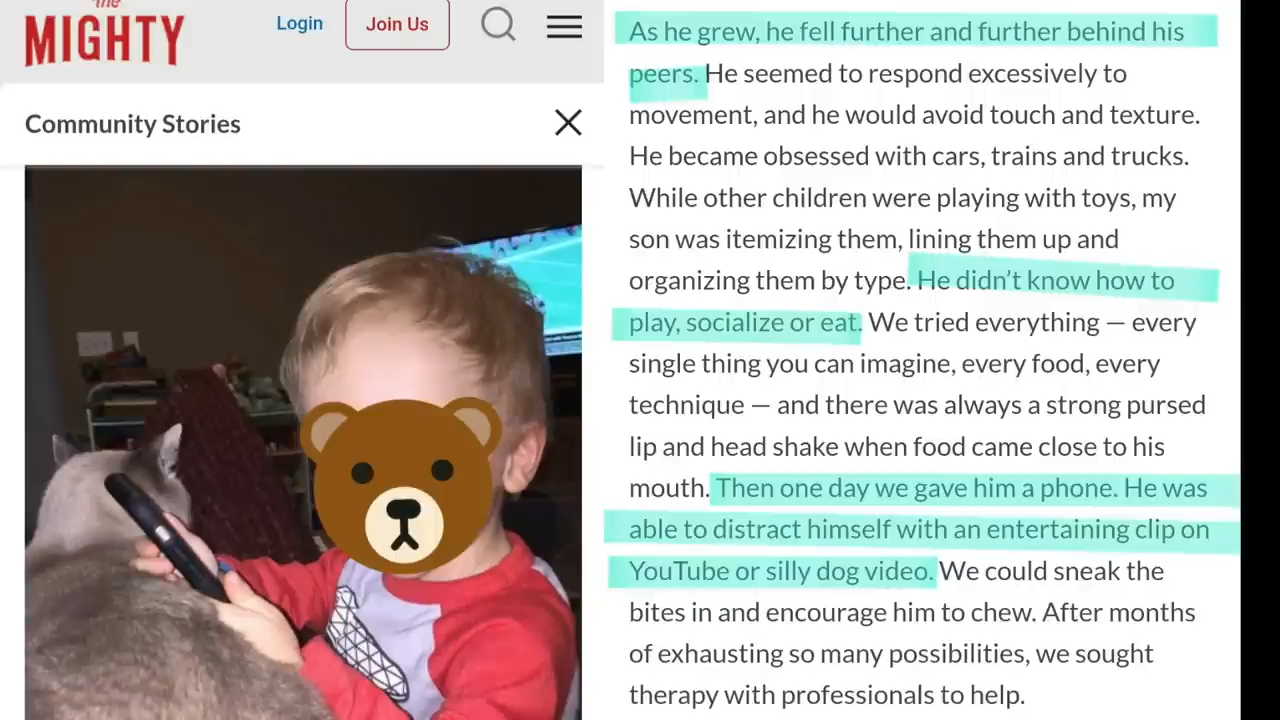 the
MIGHTY
Login
Join Us
Community Stories
As he grew, he fell further and further behind his
peers. He seemed to respond excessively to
movement, and he would avoid touch and texture.
He became obsessed with cars, trains and trucks.
While other children were playing with toys, my
son was itemizing them, lining them up and
organizing them by type. He didn’t know how to
play, socialize or eat. We tried everything — every
single thing you can imagine, every food, every
technique — and there was always a strong pursed
lip and head shake when food came close to his
mouth. Then one day we gave him a phone. He was
able to distract himself with an entertaining clip on
YouTube or silly dog video. We could sneak the
bites in and encourage him to chew. After months
of exhausting so many possibilities, we sought
therapy with professionals to help.